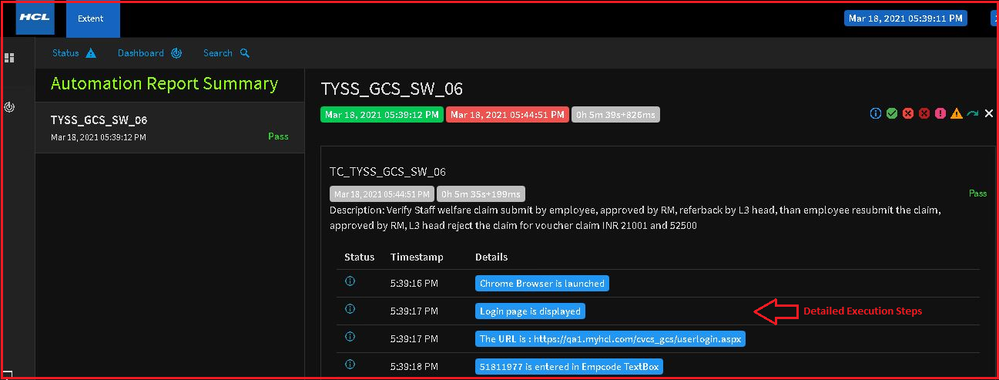 HCL
Extent
Mar 18, 2021 05:39:11 PM
Status
Dashboard
Search
Automation Report Summary
TYSS_GCS_SW_06
Mar 18, 2021 05:39:12 PM
Pass
TYSS_GCS_SW_06
Mar 18, 2021 05:39:12 PM Mar 18, 2021 05:44:51 PM 0h 5m 39s+826ms
TC_TYSS_GCS_SW_06
Mar 18, 2021 05:44:51 PM 0h 5m 35s+199ms
Pass
Description: Verify Staff welfare claim submit by employee, approved by RM, referback by L3 head, than employee resubmit the claim,
approved by RM, L3 head reject the claim for voucher claim INR 21001 and 52500
Status Timestamp Details
5:39:16 PM Chrome Browser is launched
5:39:17 PM Login page is displayed
Detailed Execution Steps
5:39:17 PM The URL is : https://qa1.myhcl.com/cvcs_gcs/userlogin.aspx
5:39:18 PM 51811977 is entered in Empcode TextBox